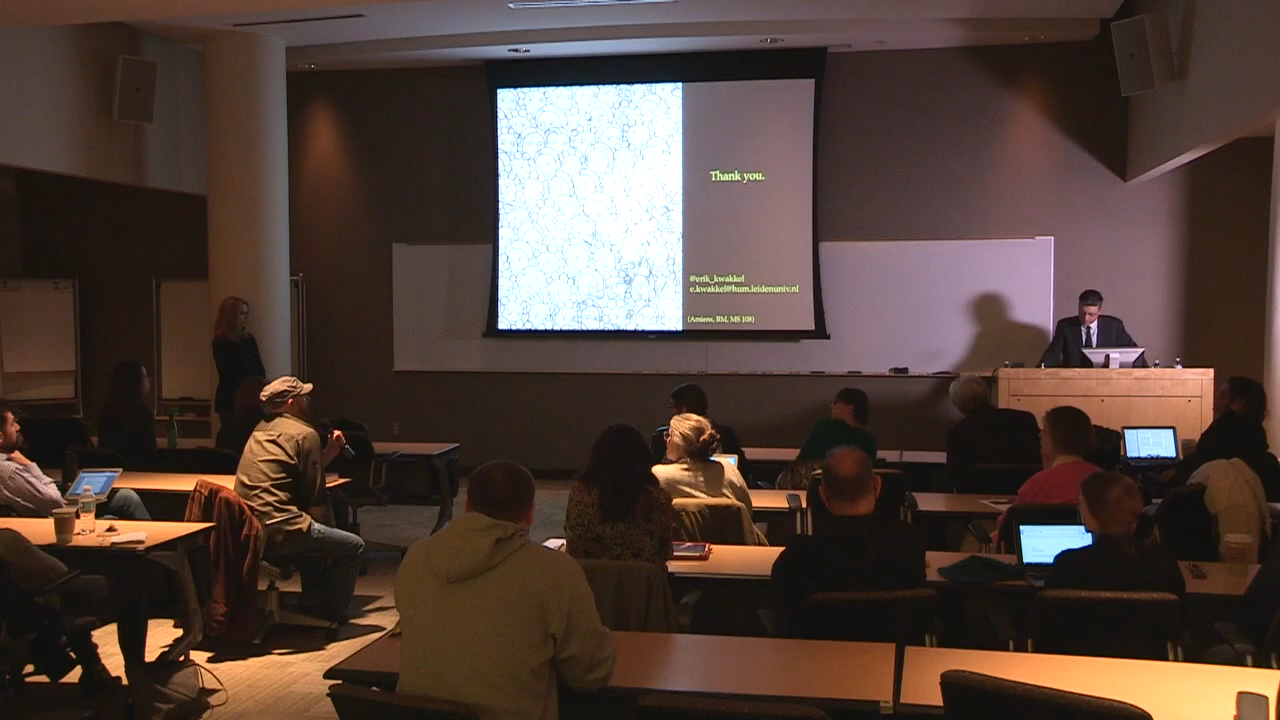 Thank you.
@erik_kwakkel
e.kwakkel@hum.leidenuniv.nl
(Amiens, BM, MS 108)